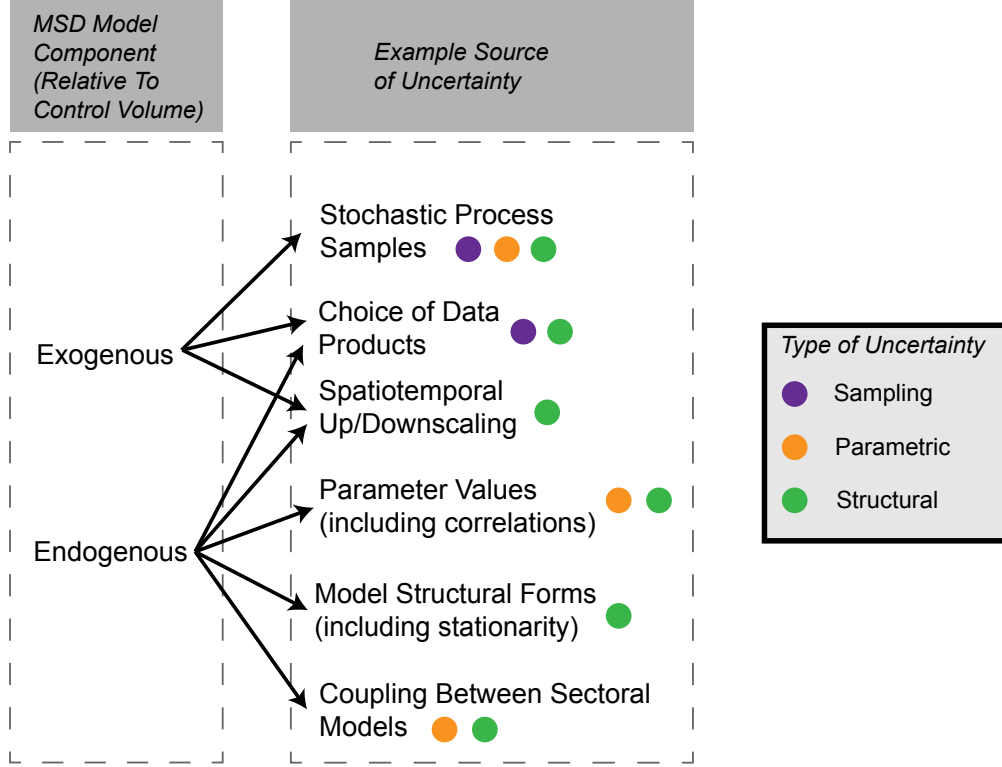 MSD Model
Component
(Relative To
Control Volume)
Example Source
of Uncertainty
Exogenous
Endogenous
Stochastic Process
Samples
Choice of Data
Products
Spatiotemporal
Up/Downscaling
Parameter Values
(including correlations)
Model Structural Forms
(including stationarity)
Coupling Between Sectoral
Models
Type of Uncertainty
Sampling
Parametric
Structural